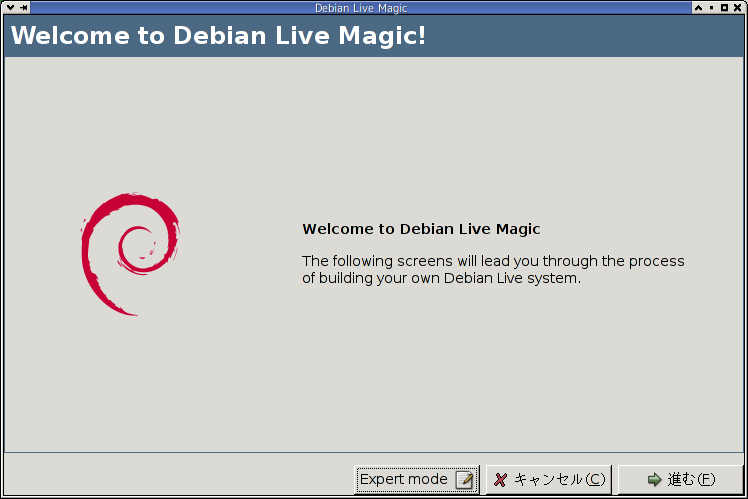 Debian Live Magic
Welcome to Debian Live Magic!
Welcome to Debian Live Magic
The following screens will lead you through the process
of building your own Debian Live system.
Expert mode
キャンセル(C)
進む(F)